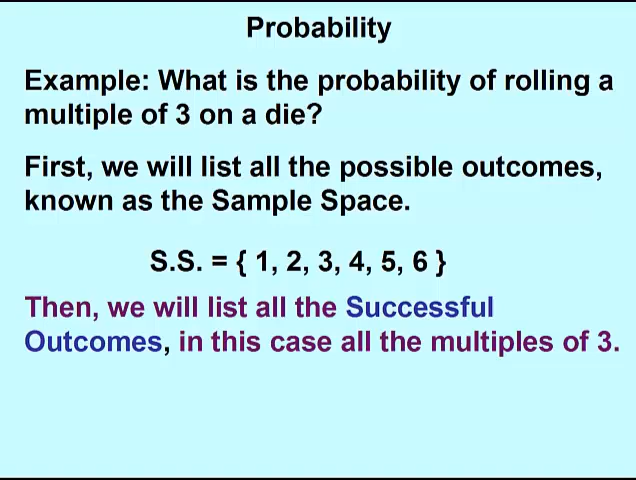 Probability
Example: What is the probability of rolling a
multiple of 3 on a die?
First, we will list all the possible outcomes,
known as the Sample Space.
S.S. = { 1, 2, 3, 4, 5, 6 }
Then, we will list all the Successful
Outcomes, in this case all the multiples of 3.